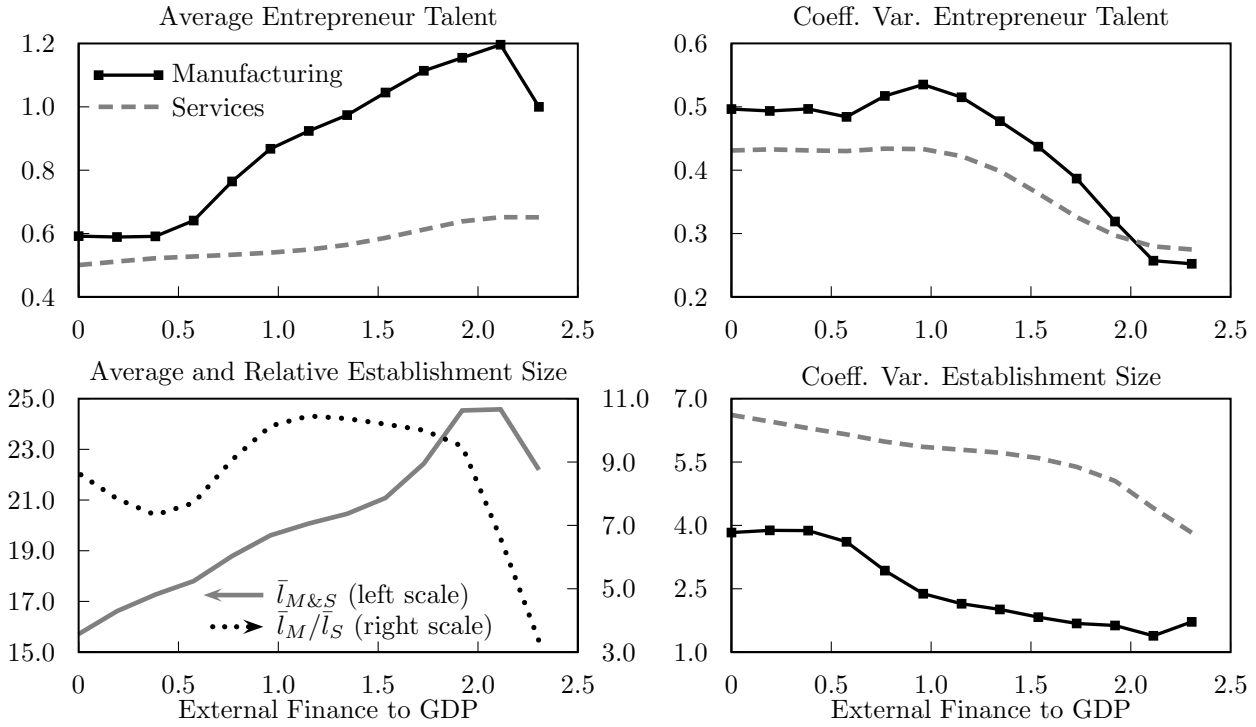 Average Entrepreneur Talent
1.2
1.0
0.8
0.6
0.4
0 0.5 1.0 1.5 2.0 2.5
Manufacturing
Services
Coeff. Var. Entrepreneur Talent
0.6
0.5
0.4
0.3
0.2
0 0.5 1.0 1.5 2.0 2.5
Average and Relative Establishment Size
25.0
23.0
21.0
19.0
17.0
15.0
11.0
9.0
7.0
5.0
3.0
l̄M&S (left scale)
l̄M/l̄S (right scale)
0 0.5 1.0 1.5 2.0 2.5
External Finance to GDP
Coeff. Var. Establishment Size
7.0
5.5
4.0
2.5
1.0
0 0.5 1.0 1.5 2.0 2.5
External Finance to GDP